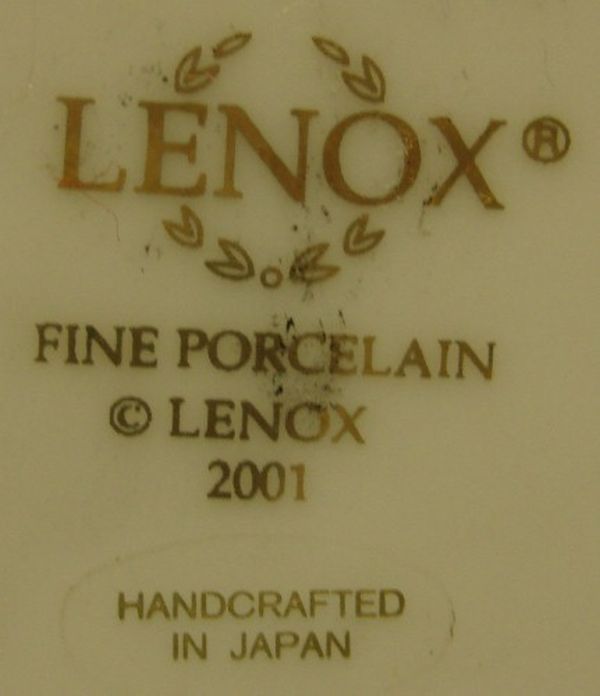 LENOX®
FINE PORCELAIN
© LENOX
2001
HANDCRAFTED
IN JAPAN